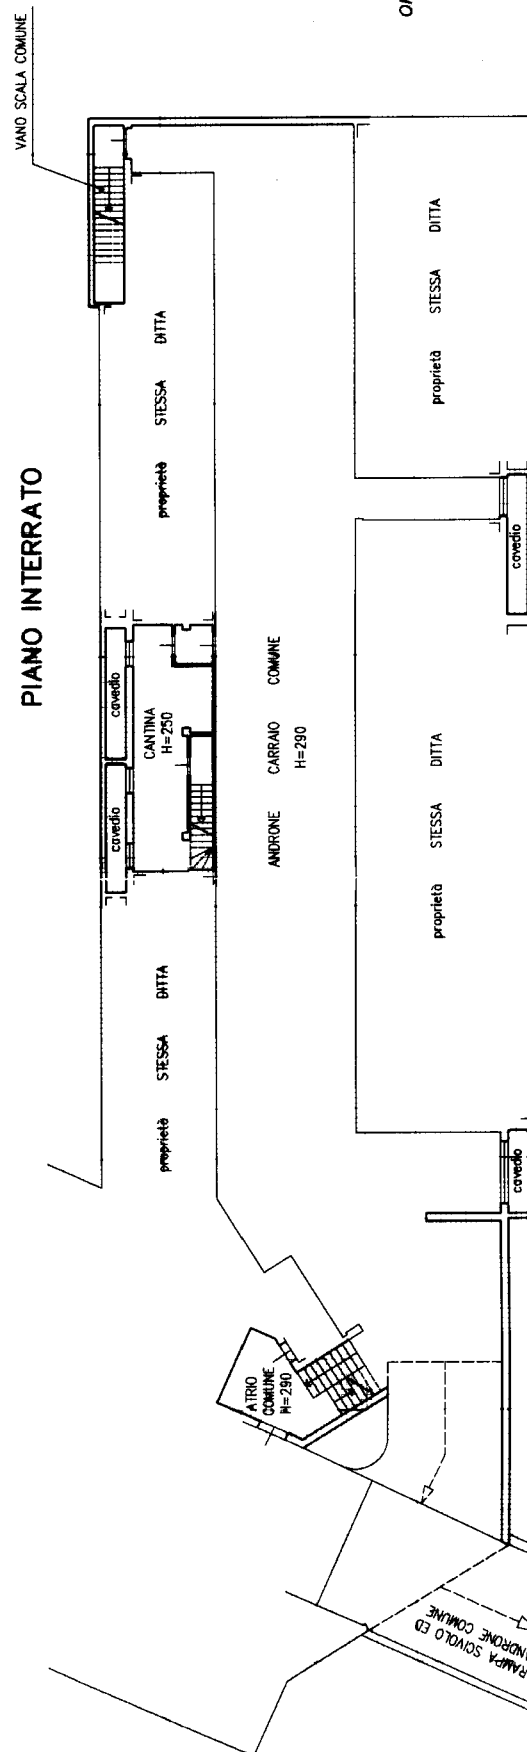 VANO SCALA COMUNE
PIANO INTERRATO
proprietà STESSA DITTA
proprietà STESSA DITTA
cavedio
cavedio
CANTINA
H=250
cavedio
ANDRONE CARRAIO COMUNE
H=290
proprietà STESSA DITTA
proprietà STESSA DITTA
cavedio
ATRIO
COMUNE
H=290
RAMPA SCIVOLO ED
ANDRONE COMUNE